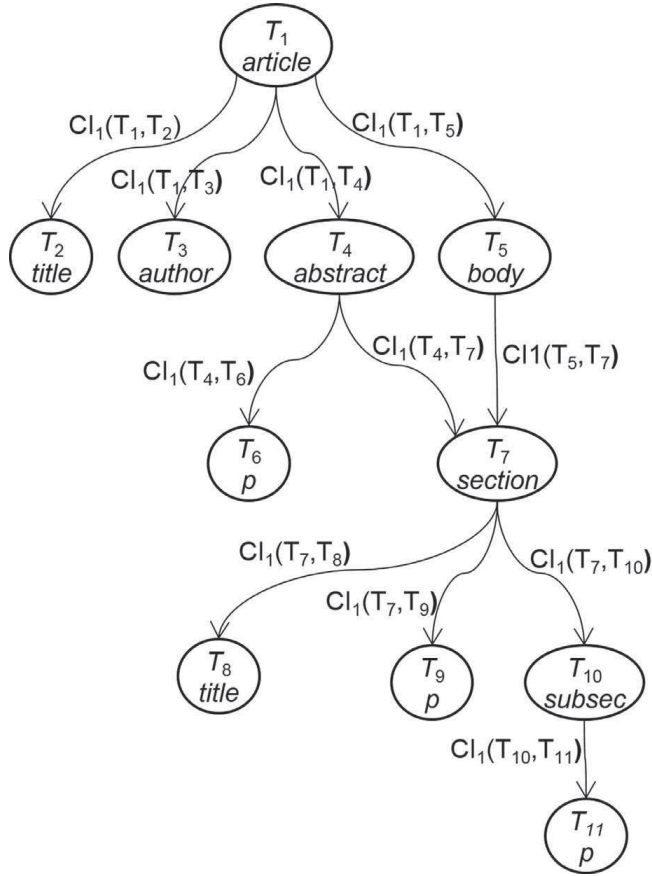 T₁
article
Cl₁(T₁,T₂)
Cl₁(T₁,T₅)
Cl₁(T₁,T₃)
Cl₁(T₁,T₄)
T₂
title
T₃
author
T₄
abstract
T₅
body
Cl₁(T₄,T₆)
Cl₁(T₄,T₇)
Cl1(T₅,T₇)
T₆
p
T₇
section
Cl₁(T₇,T₈)
Cl₁(T₇,T₉)
Cl₁(T₇,T₁₀)
T₈
title
T₉
p
T₁₀
subsec
Cl₁(T₁₀,T₁₁)
T₁₁
p